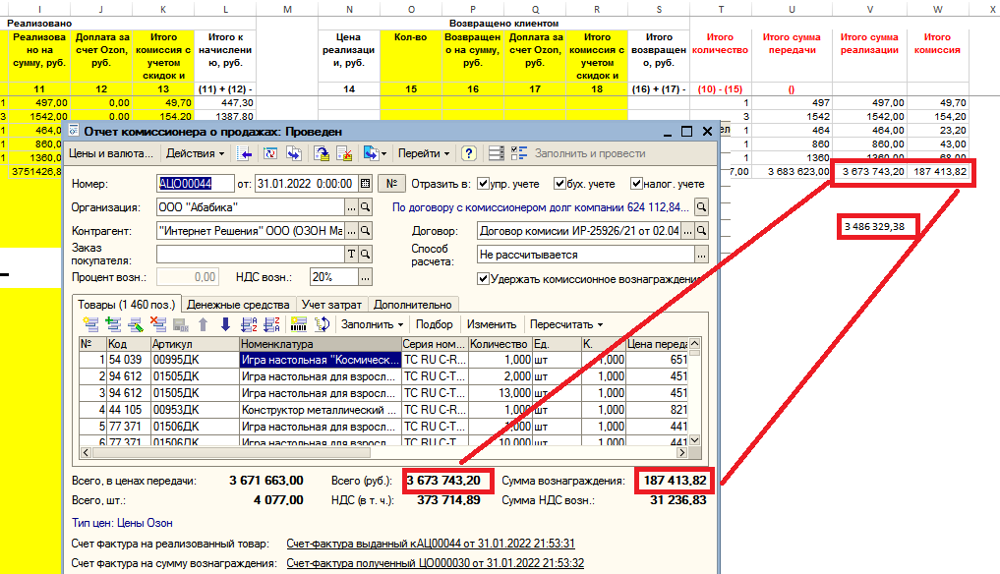 I J K L M N O P Q R S T U V W X
Реализовано Возвращено клиентом
Реализова но на сумму, руб. Доплата за счет Ozon, руб. Итого комиссия с учетом скидок и Итого к начислени ю, руб. Цена реализаци и, руб. Кол-во Возвращен о на сумму, руб. Доплата за счет Ozon, руб. Итого комиссия с учетом скидок и Итого возвращен о, руб. Итого количество Итого сумма передачи Итого сумма реализации Итого комиссия
11 12 13 (11) + (12) - 14 15 16 17 18 (16) + (17) - (10) - (15) ()
1 497,00 0,00 49,70 447,30 1 497 497,00 49,70
3 1542,00 0,00 154,20 1387,80 3 1542 1542,00 154,20
1 464,0 1 464 464,00 23,20
1 860,0 1 860 860,00 43,00
1 1360,0 1 1360 1360,00 68,00
3751426,8 7,00 3 683 623,00 3 673 743,20 187 413,82
3 486 329,38
Отчет комиссионера о продажах: Проведен
Цены и валюта... Действия Перейти ? Заполнить и провести
Номер: АЦО00044 от: 31.01.2022 0:00:00 № Отразить в: упр. учете бух. учете налог. учете
Организация: ООО "Абабика" ... По договору с комиссионером долг компании 624 112,84...
Контрагент: "Интернет Решения" ООО (ОЗОН Ма ... Договор: Договор комисии ИР-25926/21 от 02.04 ...
Заказ покупателя: T Способ расчета: Не рассчитывается ...
Процент возн.: 0,00 НДС возн.: 20% ... Удержать комиссионное вознаграждение
Товары (1 460 поз.) Денежные средства Учет затрат Дополнительно
Заполнить Подбор Изменить Пересчитать
№ Код Артикул Номенклатура Серия ном... Количество Ед. К. Цена переда
1 54 039 00995ДК Игра настольная "Космическ... TC RU C-R... 1,000 шт 1,000 651
2 94 612 01505ДК Игра настольная для взросл... TC RU C-T... 2,000 шт 1,000 451
3 94 612 01505ДК Игра настольная для взросл... TC RU C-T... 13,000 шт 1,000 451
4 44 105 00953ДК Конструктор металлический ... TC RU C-R... 1,000 шт 1,000 821
5 77 371 01506ДК Игра настольная для взросл... TC RU C-T... 1,000 шт 1,000 441
6 77 371 01506ДК Игра настольная для взросл... TC RU C-T... 10,000 шт 1,000 441
Всего, в ценах передачи: 3 671 663,00 Всего (руб.): 3 673 743,20 Сумма вознаграждения: 187 413,82
Всего, шт.: 4 077,00 НДС (в т. ч.): 373 714,89 Сумма НДС возн.: 31 236,83
Тип цен: Цены Озон
Счет фактура на реализованный товар: Счет-фактура выданный кАЦ00044 от 31.01.2022 21:53:31
Счет фактура на сумму вознаграждения: Счет-фактура полученный ЦО000030 от 31.01.2022 21:53:32